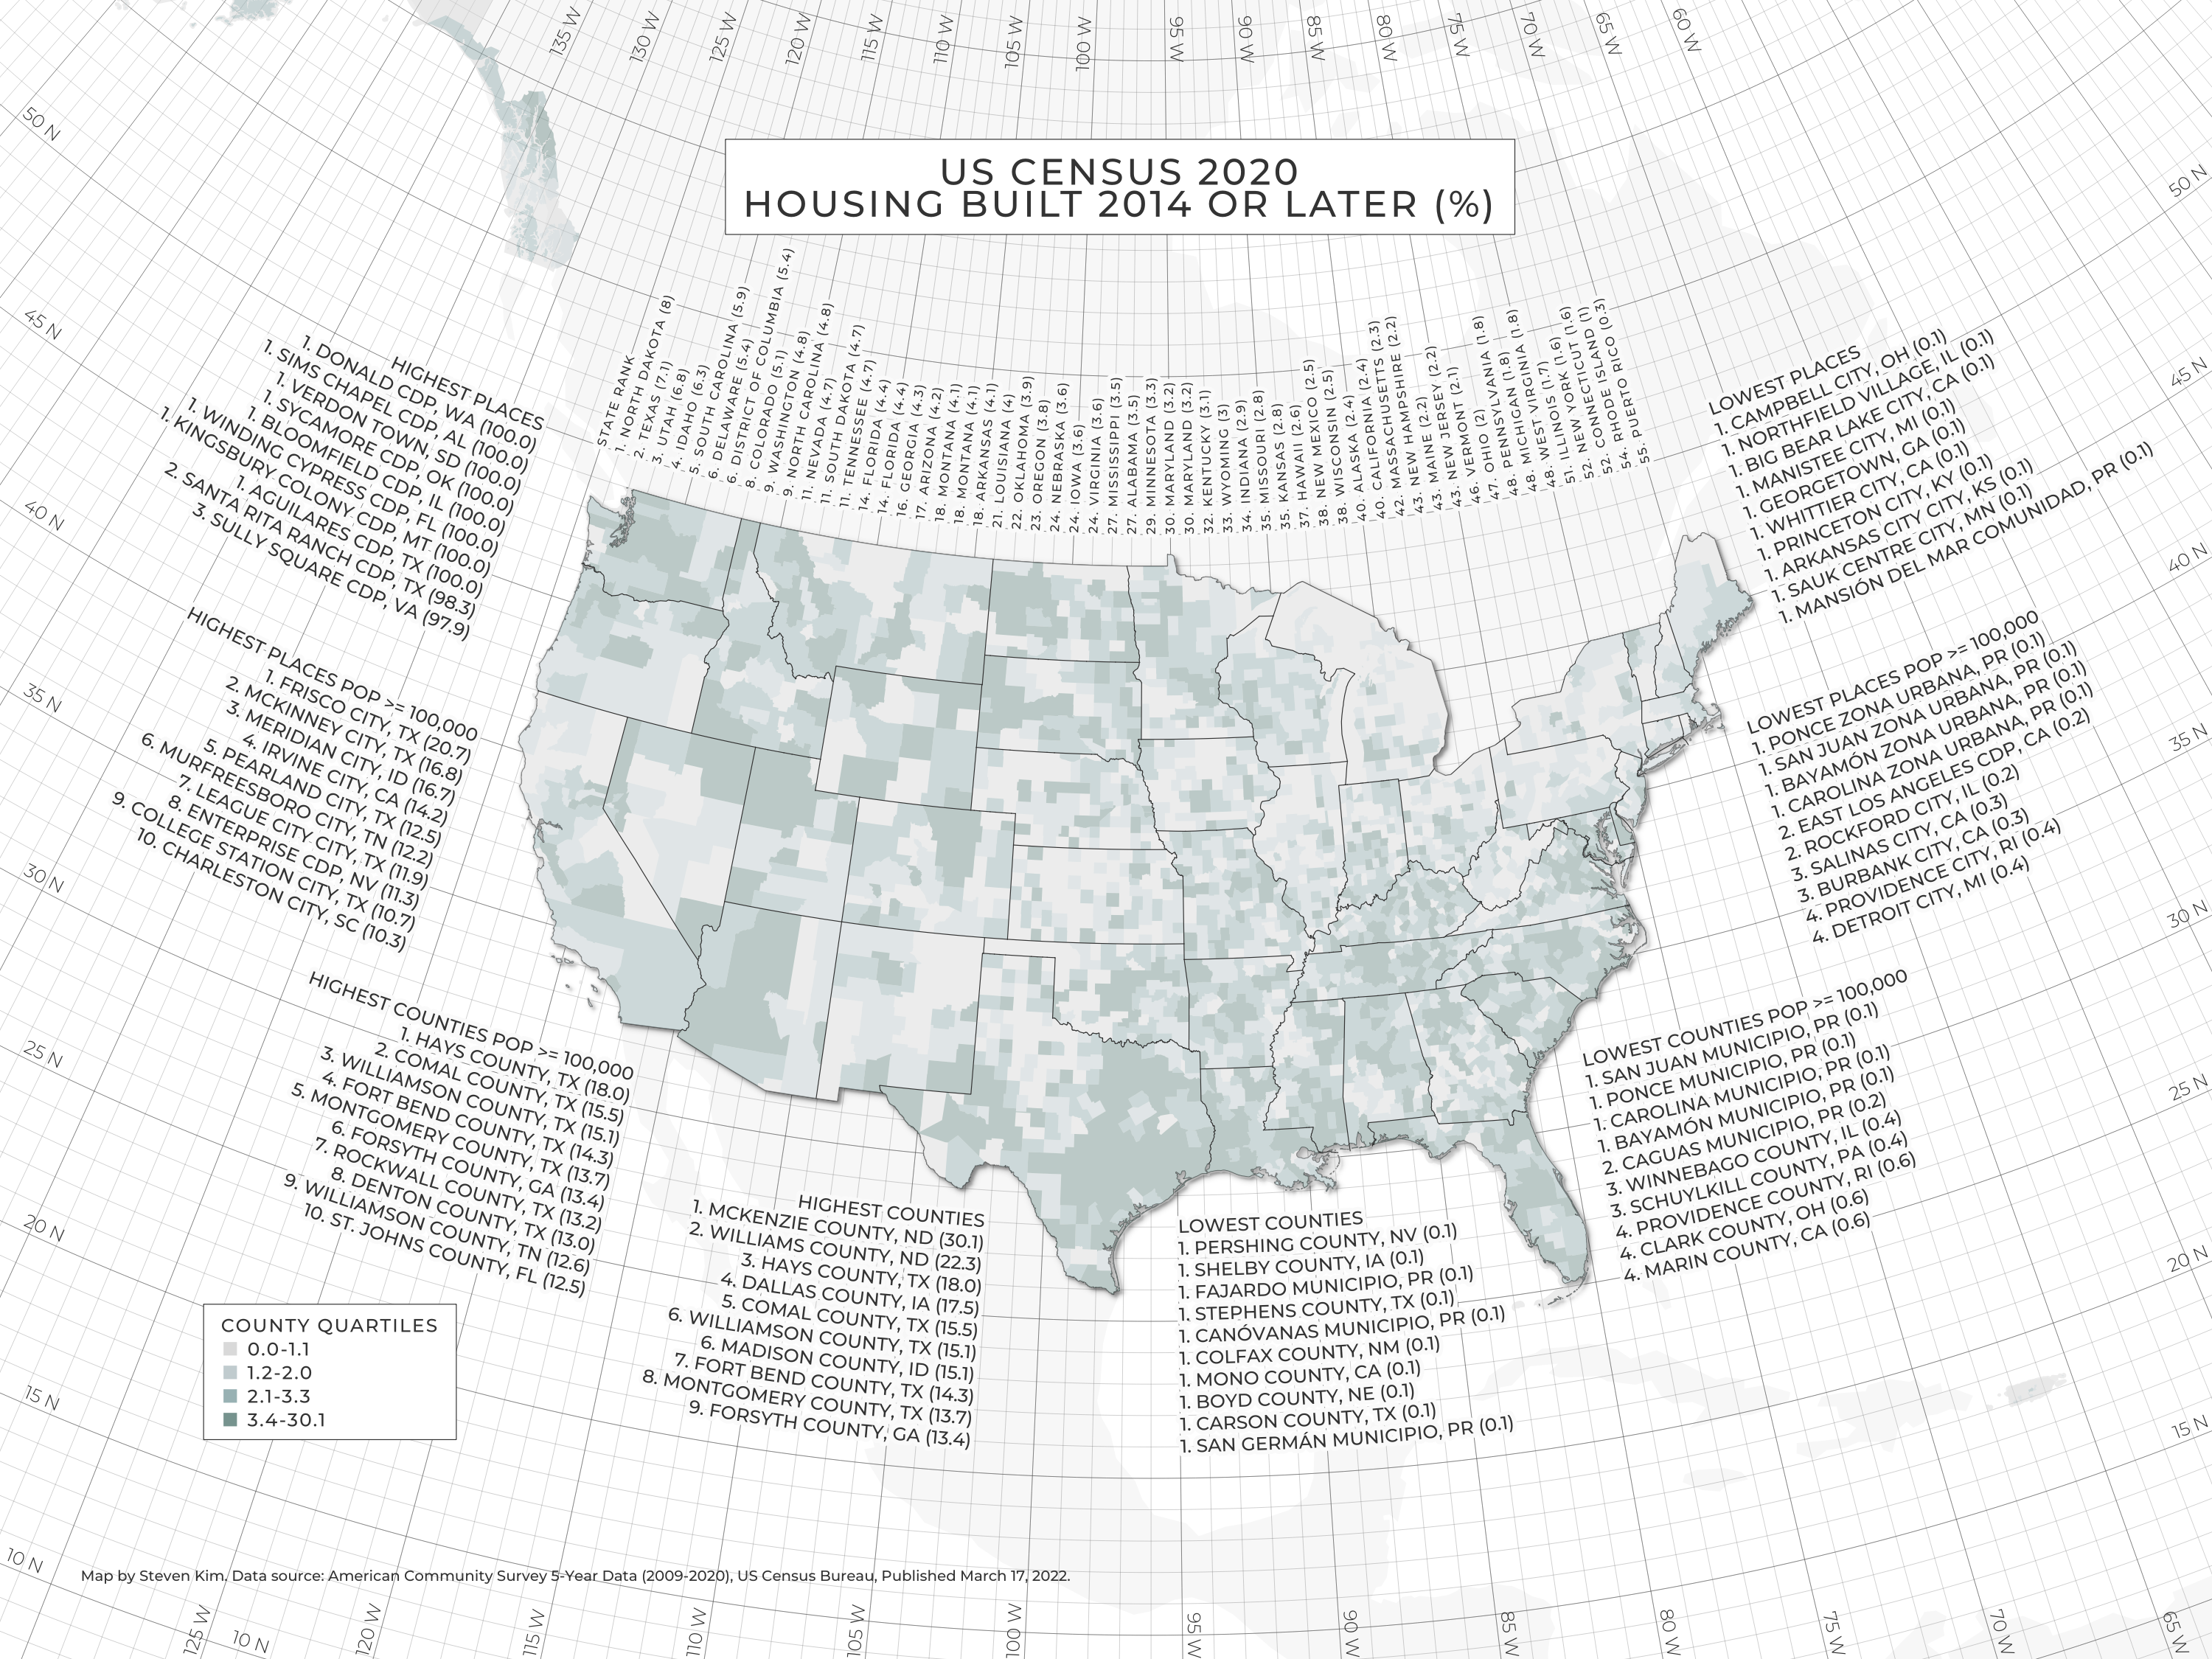 135 W
130 W
125 W
120 W
115 W
110 W
105 W
100 W
95 W
90 W
85 W
80 W
75 W
70 W
65 W
60 W
US CENSUS 2020
HOUSING BUILT 2014 OR LATER (%)
50 N
45 N
40 N
35 N
30 N
25 N
20 N
15 N
10 N
50 N
45 N
40 N
35 N
30 N
25 N
20 N
15 N
STATE RANK
1. NORTH DAKOTA (8)
2. TEXAS (7.1)
3. UTAH (6.8)
4. IDAHO (6.3)
5. SOUTH CAROLINA (5.9)
6. DELAWARE (5.4)
6. DISTRICT OF COLUMBIA (5.4)
8. COLORADO (5.1)
9. WASHINGTON (4.8)
9. NORTH CAROLINA (4.8)
11. NEVADA (4.7)
11. SOUTH DAKOTA (4.7)
11. TENNESSEE (4.7)
14. FLORIDA (4.4)
14. FLORIDA (4.4)
16. GEORGIA (4.3)
17. ARIZONA (4.2)
18. MONTANA (4.1)
18. MONTANA (4.1)
18. ARKANSAS (4.1)
21. LOUISIANA (4)
22. OKLAHOMA (3.9)
23. OREGON (3.8)
24. NEBRASKA (3.6)
24. IOWA (3.6)
24. VIRGINIA (3.6)
27. MISSISSIPPI (3.5)
27. ALABAMA (3.5)
29. MINNESOTA (3.3)
30. MARYLAND (3.2)
30. MARYLAND (3.2)
32. KENTUCKY (3.1)
33. WYOMING (3)
34. INDIANA (2.9)
35. MISSOURI (2.8)
35. KANSAS (2.8)
37. HAWAII (2.6)
38. NEW MEXICO (2.5)
38. WISCONSIN (2.5)
40. ALASKA (2.4)
40. CALIFORNIA (2.4)
42. MASSACHUSETTS (2.3)
43. NEW HAMPSHIRE (2.2)
43. MAINE (2.2)
43. NEW JERSEY (2.2)
46. VERMONT (2.1)
47. OHIO (2)
48. PENNSYLVANIA (1.8)
48. MICHIGAN (1.8)
48. WEST VIRGINIA (1.8)
51. ILLINOIS (1.7)
52. NEW YORK (1.6)
52. CONNECTICUT (1.6)
54. RHODE ISLAND (1)
55. PUERTO RICO (0.3)
HIGHEST PLACES
1. DONALD CDP, WA (100.0)
1. SIMS CHAPEL CDP, AL (100.0)
1. VERDON TOWN, SD (100.0)
1. SYCAMORE CDP, OK (100.0)
1. BLOOMFIELD CDP, IL (100.0)
1. WINDING CYPRESS CDP, FL (100.0)
1. KINGSBURY COLONY CDP, MT (100.0)
1. AGUILARES CDP, TX (100.0)
2. SANTA RITA RANCH CDP, TX (98.3)
3. SULLY SQUARE CDP, VA (97.9)
HIGHEST PLACES POP >= 100,000
1. FRISCO CITY, TX (20.7)
2. MCKINNEY CITY, TX (16.8)
3. MERIDIAN CITY, ID (16.7)
4. IRVINE CITY, CA (14.2)
5. PEARLAND CITY, TX (12.5)
6. MURFREESBORO CITY, TN (12.2)
7. LEAGUE CITY CITY, TX (11.9)
8. ENTERPRISE CDP, NV (11.3)
9. COLLEGE STATION CITY, TX (10.7)
10. CHARLESTON CITY, SC (10.3)
HIGHEST COUNTIES POP >= 100,000
1. HAYS COUNTY, TX (18.0)
2. COMAL COUNTY, TX (15.5)
3. WILLIAMSON COUNTY, TX (15.1)
4. FORT BEND COUNTY, TX (14.3)
5. MONTGOMERY COUNTY, TX (13.7)
6. FORSYTH COUNTY, GA (13.4)
7. ROCKWALL COUNTY, TX (13.2)
8. DENTON COUNTY, TX (13.0)
9. WILLIAMSON COUNTY, TN (12.6)
10. ST. JOHNS COUNTY, FL (12.5)
HIGHEST COUNTIES
1. MCKENZIE COUNTY, ND (30.1)
2. WILLIAMS COUNTY, ND (22.3)
3. HAYS COUNTY, TX (18.0)
4. DALLAS COUNTY, IA (17.5)
5. COMAL COUNTY, TX (15.5)
6. WILLIAMSON COUNTY, TX (15.1)
6. MADISON COUNTY, ID (15.1)
7. FORT BEND COUNTY, TX (14.3)
8. MONTGOMERY COUNTY, TX (13.7)
9. FORSYTH COUNTY, GA (13.4)
LOWEST COUNTIES
1. PERSHING COUNTY, NV (0.1)
1. SHELBY COUNTY, IA (0.1)
1. FAJARDO MUNICIPIO, PR (0.1)
1. STEPHENS COUNTY, TX (0.1)
1. CANÓVANAS MUNICIPIO, PR (0.1)
1. COLFAX COUNTY, NM (0.1)
1. MONO COUNTY, CA (0.1)
1. BOYD COUNTY, NE (0.1)
1. CARSON COUNTY, TX (0.1)
1. SAN GERMÁN MUNICIPIO, PR (0.1)
LOWEST PLACES
1. CAMPBELL CITY, OH (0.1)
1. NORTHFIELD VILLAGE, IL (0.1)
1. BIG BEAR LAKE CITY, CA (0.1)
1. MANISTEE CITY, MI (0.1)
1. GEORGETOWN, GA (0.1)
1. WHITTIER CITY, CA (0.1)
1. PRINCETON CITY, KY (0.1)
1. ARKANSAS CITY CITY, KS (0.1)
1. SAUK CENTRE CITY, MN (0.1)
1. MANSIÓN DEL MAR COMUNIDAD, PR (0.1)
LOWEST PLACES POP >= 100,000
1. PONCE ZONA URBANA, PR (0.1)
1. SAN JUAN ZONA URBANA, PR (0.1)
1. BAYAMÓN ZONA URBANA, PR (0.1)
1. CAROLINA ZONA URBANA, PR (0.1)
2. EAST LOS ANGELES CDP, CA (0.2)
2. ROCKFORD CITY, IL (0.2)
3. SALINAS CITY, CA (0.3)
3. BURBANK CITY, CA (0.3)
4. PROVIDENCE CITY, RI (0.4)
4. DETROIT CITY, MI (0.4)
LOWEST COUNTIES POP >= 100,000
1. SAN JUAN MUNICIPIO, PR (0.1)
1. PONCE MUNICIPIO, PR (0.1)
1. CAROLINA MUNICIPIO, PR (0.1)
1. BAYAMÓN MUNICIPIO, PR (0.1)
2. CAGUAS MUNICIPIO, PR (0.2)
3. WINNEBAGO COUNTY, IL (0.4)
3. SCHUYLKILL COUNTY, PA (0.4)
4. PROVIDENCE COUNTY, RI (0.6)
4. CLARK COUNTY, OH (0.6)
4. MARIN COUNTY, CA (0.6)
COUNTY QUARTILES
0.0-1.1
1.2-2.0
2.1-3.3
3.4-30.1
Map by Steven Kim. Data source: American Community Survey 5-Year Data (2009-2020), US Census Bureau, Published March 17, 2022.
125 W
10 N
120 W
115 W
110 W
105 W
100 W
95 W
90 W
85 W
80 W
75 W
70 W
65 W